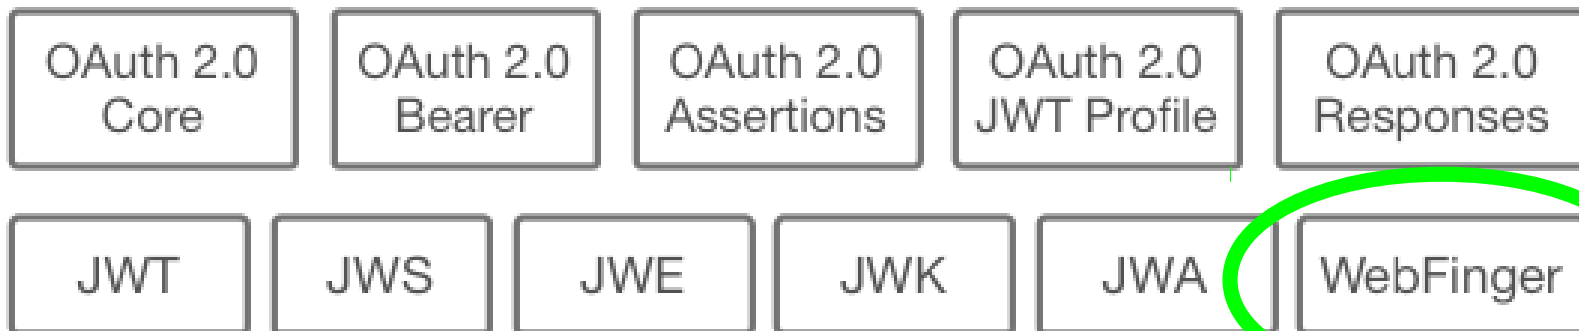 OAuth 2.0 Core
OAuth 2.0 Bearer
OAuth 2.0 Assertions
OAuth 2.0 JWT Profile
OAuth 2.0 Responses
JWT
JWS
JWE
JWK
JWA
WebFinger